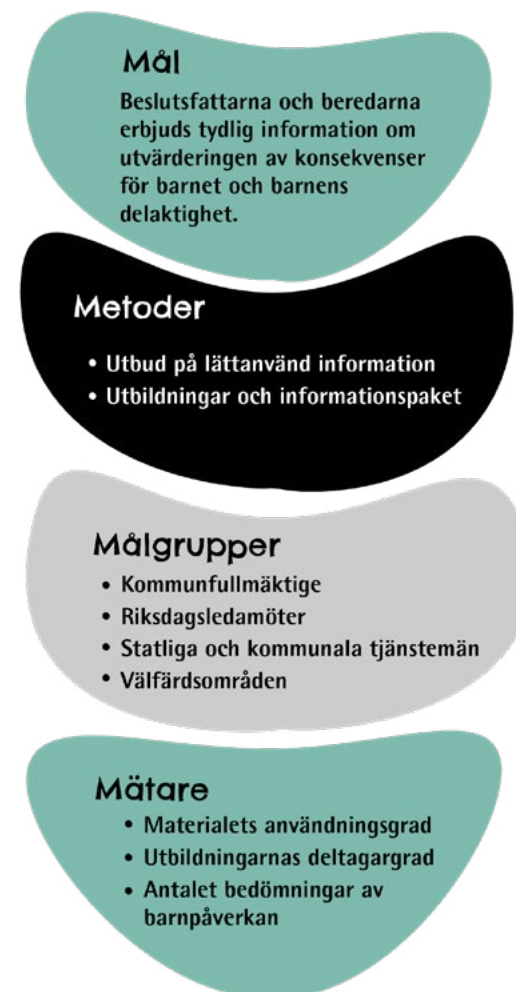 Mål
Beslutsfattarna och beredarna
erbjuds tydlig information om
utvärderingen av konsekvenser
för barnet och barnens
delaktighet.
Metoder
• Utbud på lättanvänd information
• Utbildningar och informationspaket
Målgrupper
• Kommunfullmäktige
• Riksdagsledamöter
• Statliga och kommunala tjänstemän
• Välfärdsområden
Mätare
• Materialets användningsgrad
• Utbildningarnas deltagargrad
• Antalet bedömningar av
barnpåverkan